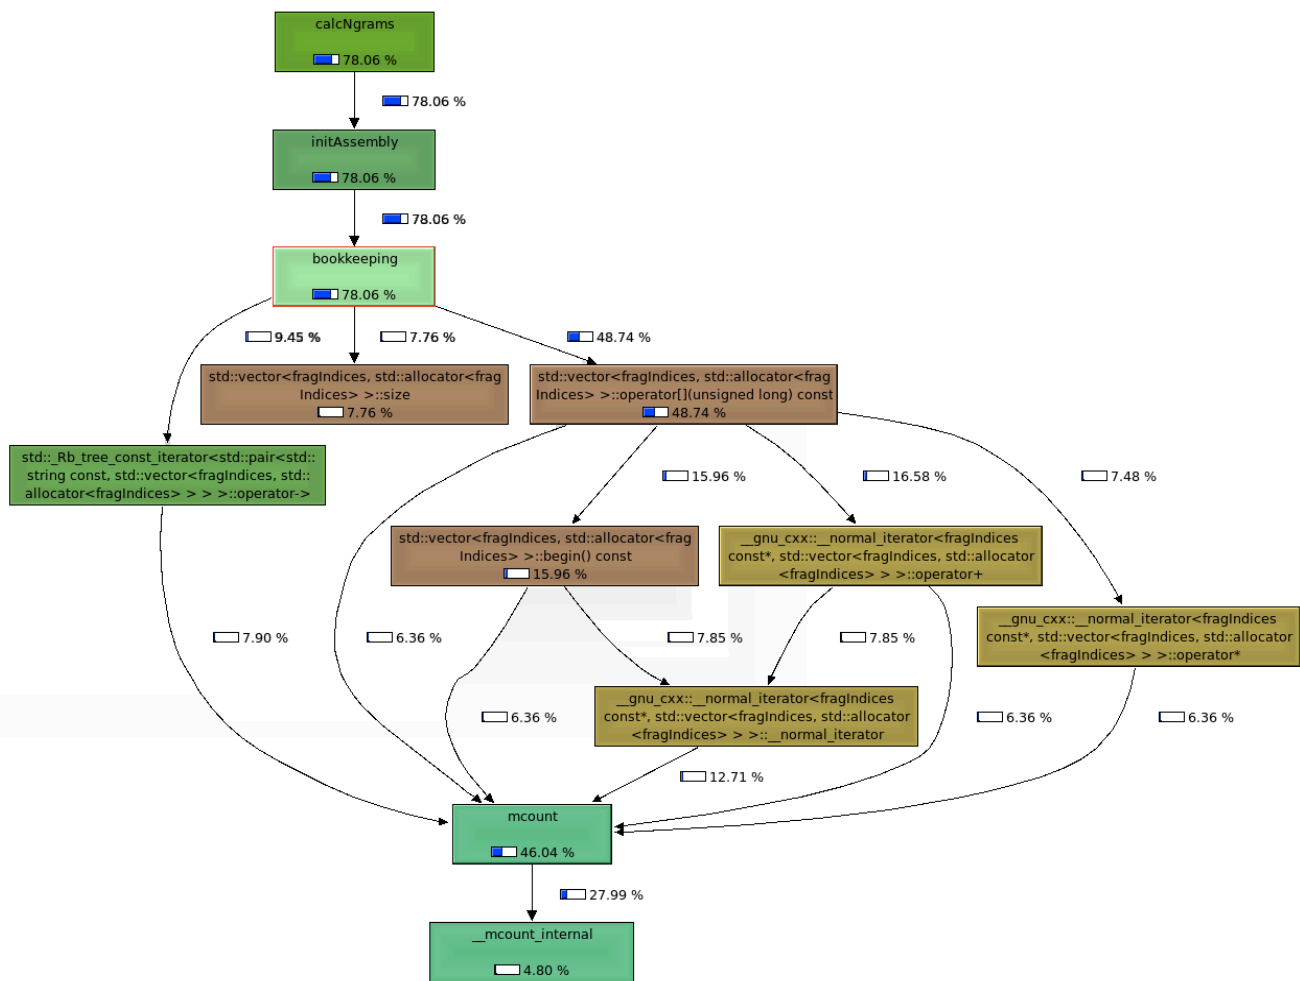 calcNgrams
78.06 %
78.06 %
initAssembly
78.06 %
78.06 %
bookkeeping
78.06 %
9.45 %
7.76 %
48.74 %
std::vector<fragIndices, std::allocator<frag
Indices> >::size
7.76 %
std::vector<fragIndices, std::allocator<frag
Indices> >::operator[](unsigned long) const
48.74 %
std::_Rb_tree_const_iterator<std::pair<std::
string const, std::vector<fragIndices, std::
allocator<fragIndices> > > >::operator->
15.96 %
16.58 %
7.48 %
std::vector<fragIndices, std::allocator<frag
Indices> >::begin() const
15.96 %
__gnu_cxx::__normal_iterator<fragIndices
const*, std::vector<fragIndices, std::allocator
<fragIndices> > >::operator+
__gnu_cxx::__normal_iterator<fragIndices
const*, std::vector<fragIndices, std::allocator
<fragIndices> > >::operator*
7.90 %
6.36 %
7.85 %
7.85 %
__gnu_cxx::__normal_iterator<fragIndices
const*, std::vector<fragIndices, std::allocator
<fragIndices> > >::__normal_iterator
6.36 %
6.36 %
6.36 %
12.71 %
mcount
46.04 %
27.99 %
__mcount_internal
4.80 %